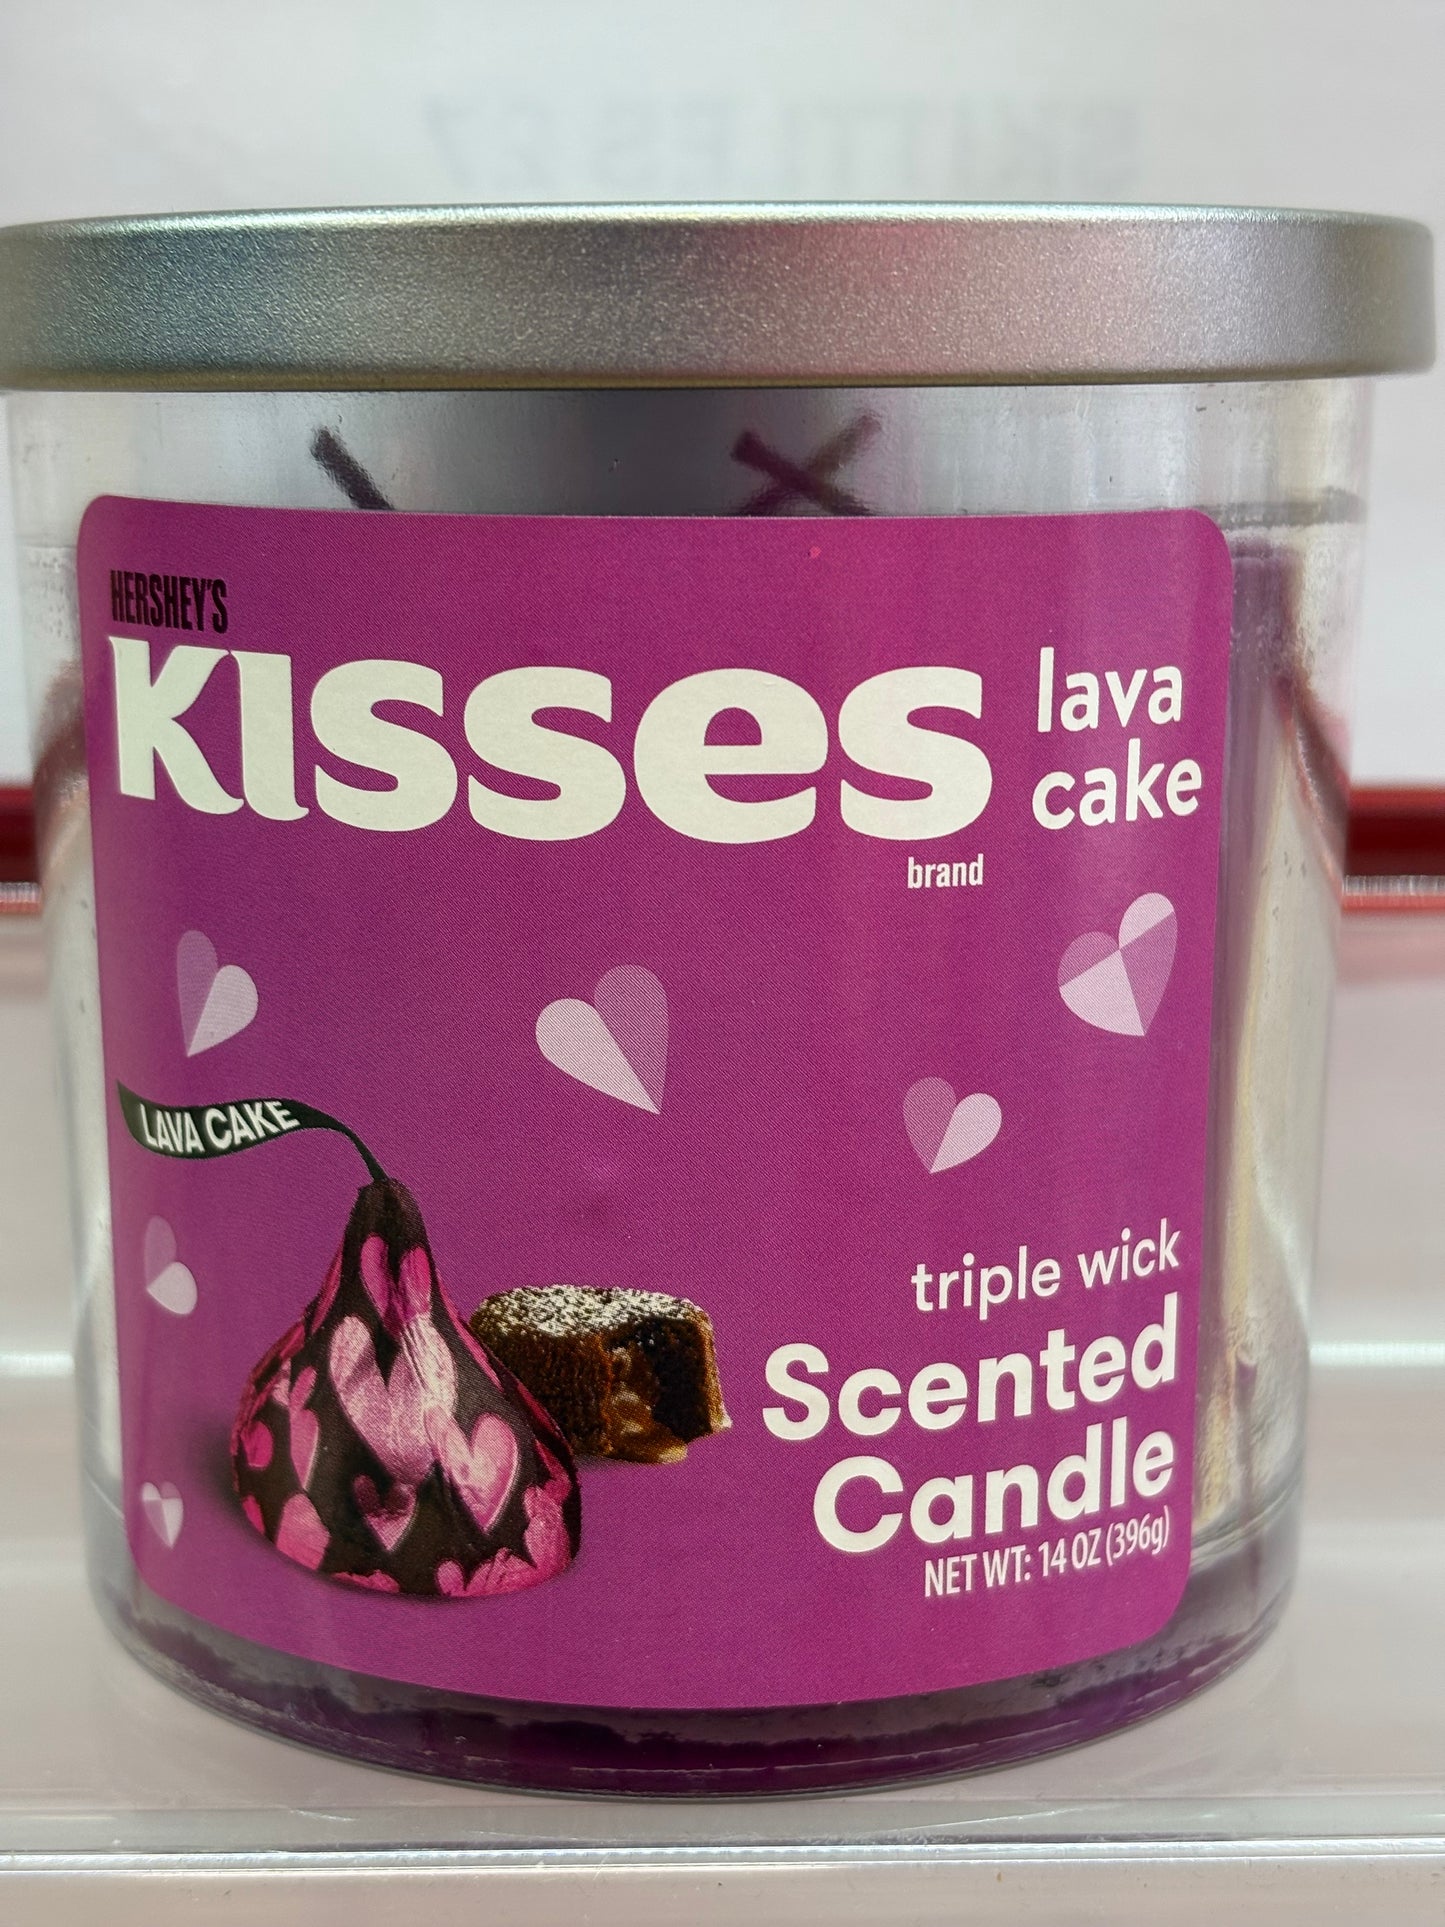 HERSHEY'S
KISSES
brand
lava
cake
LAVA CAKE
triple wick
Scented
Candle
NET WT: 14 OZ (396g)